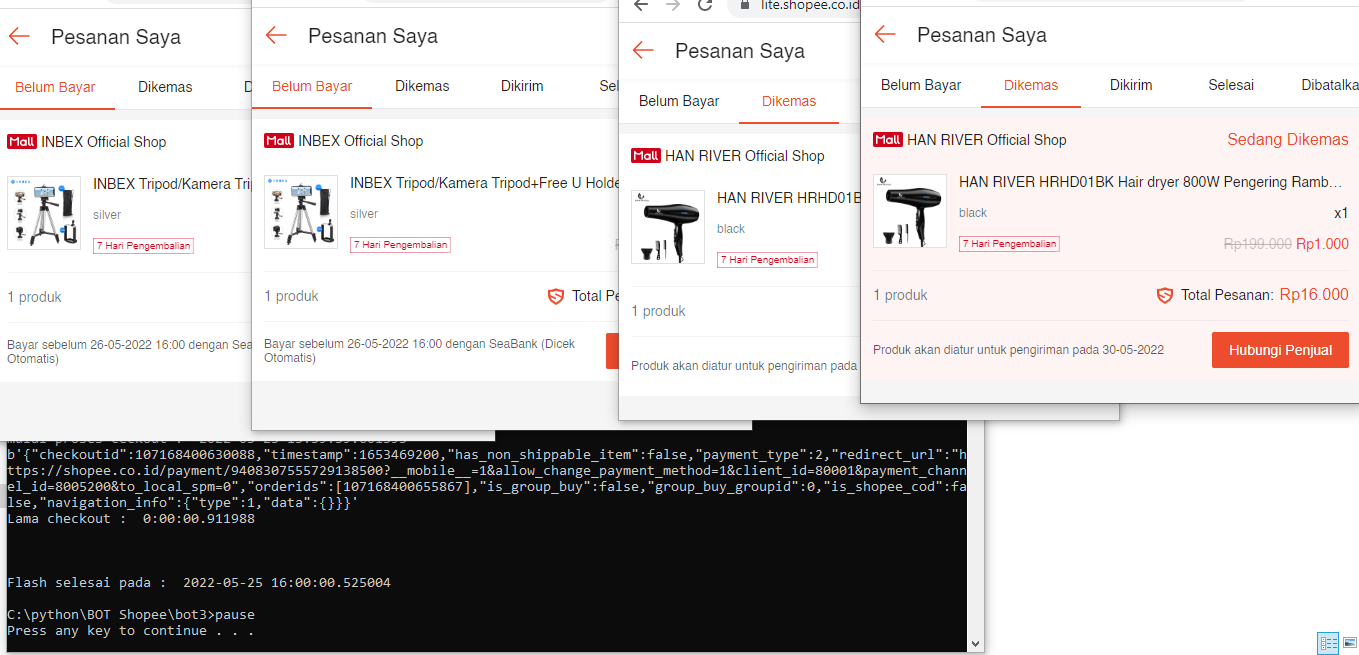 Pesanan Saya
Belum Bayar
Dikemas
Mall INBEX Official Shop
INBEX Tripod/Kamera Tri
silver
7 Hari Pengembalian
1 produk
Bayar sebelum 26-05-2022 16:00 dengan Sea
Otomatis)
Pesanan Saya
Belum Bayar
Dikemas
Dikirim
Sel
Mall INBEX Official Shop
INBEX Tripod/Kamera Tripod+Free U Holde
silver
7 Hari Pengembalian
1 produk
Total Pe
Bayar sebelum 26-05-2022 16:00 dengan SeaBank (Dicek
Otomatis)
lite.shopee.co.id
Pesanan Saya
Belum Bayar
Dikemas
Mall HAN RIVER Official Shop
HAN RIVER HRHD01B
black
7 Hari Pengembalian
1 produk
Produk akan diatur untuk pengiriman pada
Pesanan Saya
Belum Bayar
Dikemas
Dikirim
Selesai
Dibatalka
Mall HAN RIVER Official Shop
Sedang Dikemas
HAN RIVER HRHD01BK Hair dryer 800W Pengering Ramb...
black
x1
7 Hari Pengembalian
Rp199.000 Rp1.000
1 produk
Total Pesanan: Rp16.000
Produk akan diatur untuk pengiriman pada 30-05-2022
Hubungi Penjual
b'{"checkoutid":107168400630088,"timestamp":1653469200,"has_non_shippable_item":false,"payment_type":2,"redirect_url":"h
ttps://shopee.co.id/payment/9408307555729138500?__mobile__=1&allow_change_payment_method=1&client_id=80001&payment_chann
el_id=8005200&to_local_spm=0","orderids":[107168400655867],"is_group_buy":false,"group_buy_groupid":0,"is_shopee_cod":fa
lse,"navigation_info":{"type":1,"data":{}}}'
Lama checkout :  0:00:00.911988
Flash selesai pada :  2022-05-25 16:00:00.525004
C:\python\BOT Shopee\bot3>pause
Press any key to continue . . .